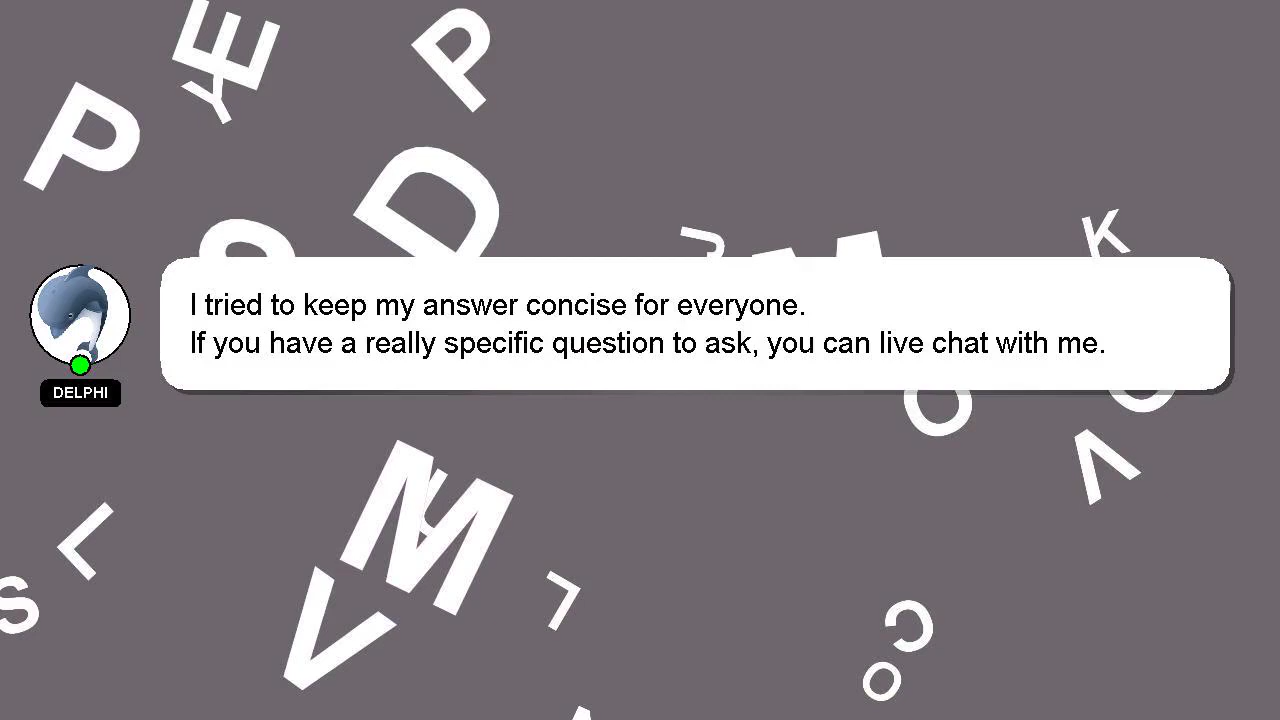 I tried to keep my answer concise for everyone.
If you have a really specific question to ask, you can live chat with me.
DELPHI
P
E
Y
P
D
J
K
O
V
L
S
M
V
L
C
O